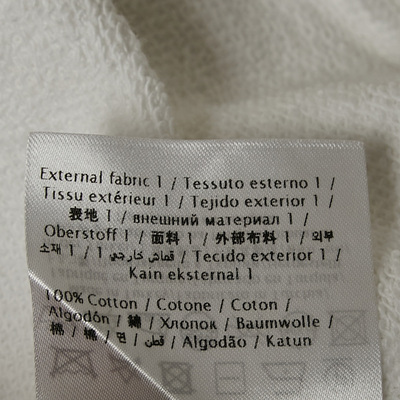 External fabric 1 / Tessuto esterno 1 /
Tissu extérieur 1 / Tejido exterior 1 /
表地 1 / внешний материал 1 /
Oberstoff 1 / 面料 1 / 外部布料 1 / 외부
소재 1 / قماش خارجي 1 / Tecido exterior 1 /
Kain eksternal 1
100% Cotton / Cotone / Coton /
Algodón / 綿 / Хлопок / Baumwolle /
棉 / 棉 / 면 / قطن / Algodão / Katun